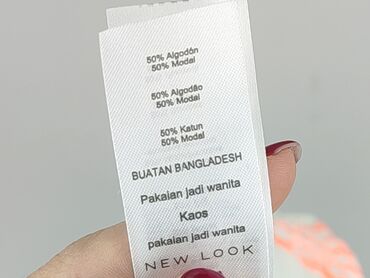 50% Algodón
50% Modal
50% Algodão
50% Modal
50% Katun
50% Modal
BUATAN BANGLADESH
Pakaian jadi wanita
Kaos
pakaian jadi wanita
NEW LOOK